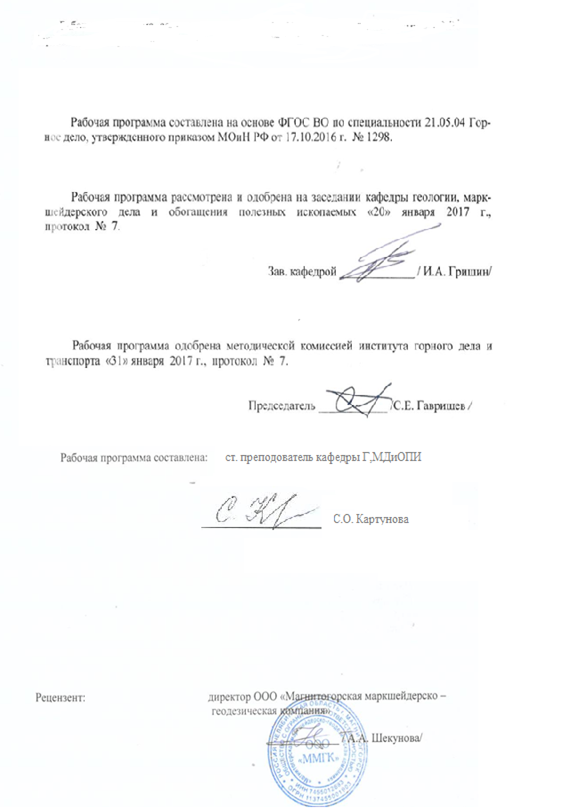 Рабочая программа составлена на основе ФГОС ВО по специальности 21.05.04 Гор-
ное дело, утвержденного приказом МОиН РФ от 17.10.2016 г. № 1298.
Рабочая программа рассмотрена и одобрена на заседании кафедры геологии, марк-
шейдерского дела и обогащения полезных ископаемых «20» января 2017 г.,
протокол № 7.
Зав. кафедрой / И.А. Гришин/
Рабочая программа одобрена методической комиссией института горного дела и
транспорта «31» января 2017 г., протокол № 7.
Председатель /С.Е. Гавришев /
Рабочая программа составлена: ст. преподователь кафедры Г,МДиОПИ
С.О. Картунова
Рецензент: директор ООО «Магнитогорская маркшейдерско –
геодезическая компания»
/ А.А. Шекунова/
ООО
«ММГК»